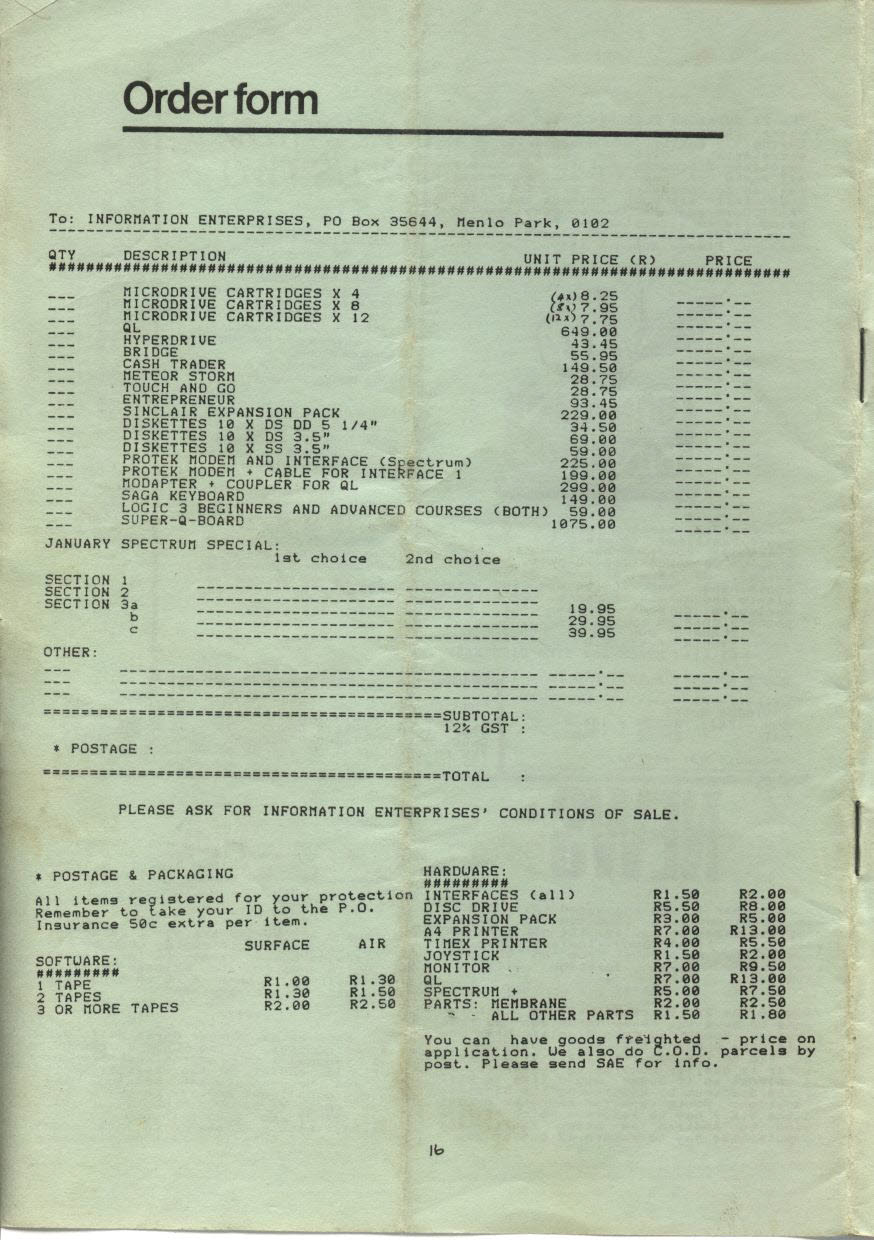 Order form
To: INFORMATION ENTERPRISES, PO Box 35644, Menlo Park, 0102
QTY DESCRIPTION UNIT PRICE (R) PRICE
MICRODRIVE CARTRIDGES X 4 (4x) 8.25
MICRODRIVE CARTRIDGES X 8 (8x) 7.95
MICRODRIVE CARTRIDGES X 12 (12x) 7.75
QL 649.00
HYPERDRIVE 43.45
BRIDGE 55.95
CASH TRADER 149.50
METEOR STORM 28.75
TOUCH AND GO 28.75
ENTREPRENEUR 93.45
SINCLAIR EXPANSION PACK 229.00
DISKETTES 10 X DS DD 5 1/4" 34.50
DISKETTES 10 X DS 3.5" 69.00
DISKETTES 10 X SS 3.5" 59.00
PROTEK MODEM AND INTERFACE (Spectrum) 225.00
PROTEK MODEM + CABLE FOR INTERFACE 1 199.00
MODAPTER + COUPLER FOR QL 299.00
SAGA KEYBOARD 149.00
LOGIC 3 BEGINNERS AND ADVANCED COURSES (BOTH) 59.00
SUPER-Q-BOARD 1075.00
JANUARY SPECTRUM SPECIAL:
1st choice 2nd choice
SECTION 1
SECTION 2
SECTION 3a 19.95
b 29.95
c 39.95
OTHER:
SUBTOTAL:
12% GST :
* POSTAGE :
TOTAL :
PLEASE ASK FOR INFORMATION ENTERPRISES' CONDITIONS OF SALE.
* POSTAGE & PACKAGING
All items registered for your protection
Remember to take your ID to the P.O.
Insurance 50c extra per item.
SURFACE AIR
SOFTWARE:
#########
1 TAPE R1.00 R1.30
2 TAPES R1.30 R1.50
3 OR MORE TAPES R2.00 R2.50
HARDWARE:
#########
INTERFACES (all) R1.50 R2.00
DISC DRIVE R5.50 R8.00
EXPANSION PACK R3.00 R5.00
A4 PRINTER R7.00 R13.00
TIMEX PRINTER R4.00 R5.50
JOYSTICK R1.50 R2.00
MONITOR R7.00 R9.50
QL R7.00 R13.00
SPECTRUM + R5.00 R7.50
PARTS: MEMBRANE R2.00 R2.50
" - ALL OTHER PARTS R1.50 R1.80
You can have goods freighted - price on
application. We also do C.O.D. parcels by
post. Please send SAE for info.
16